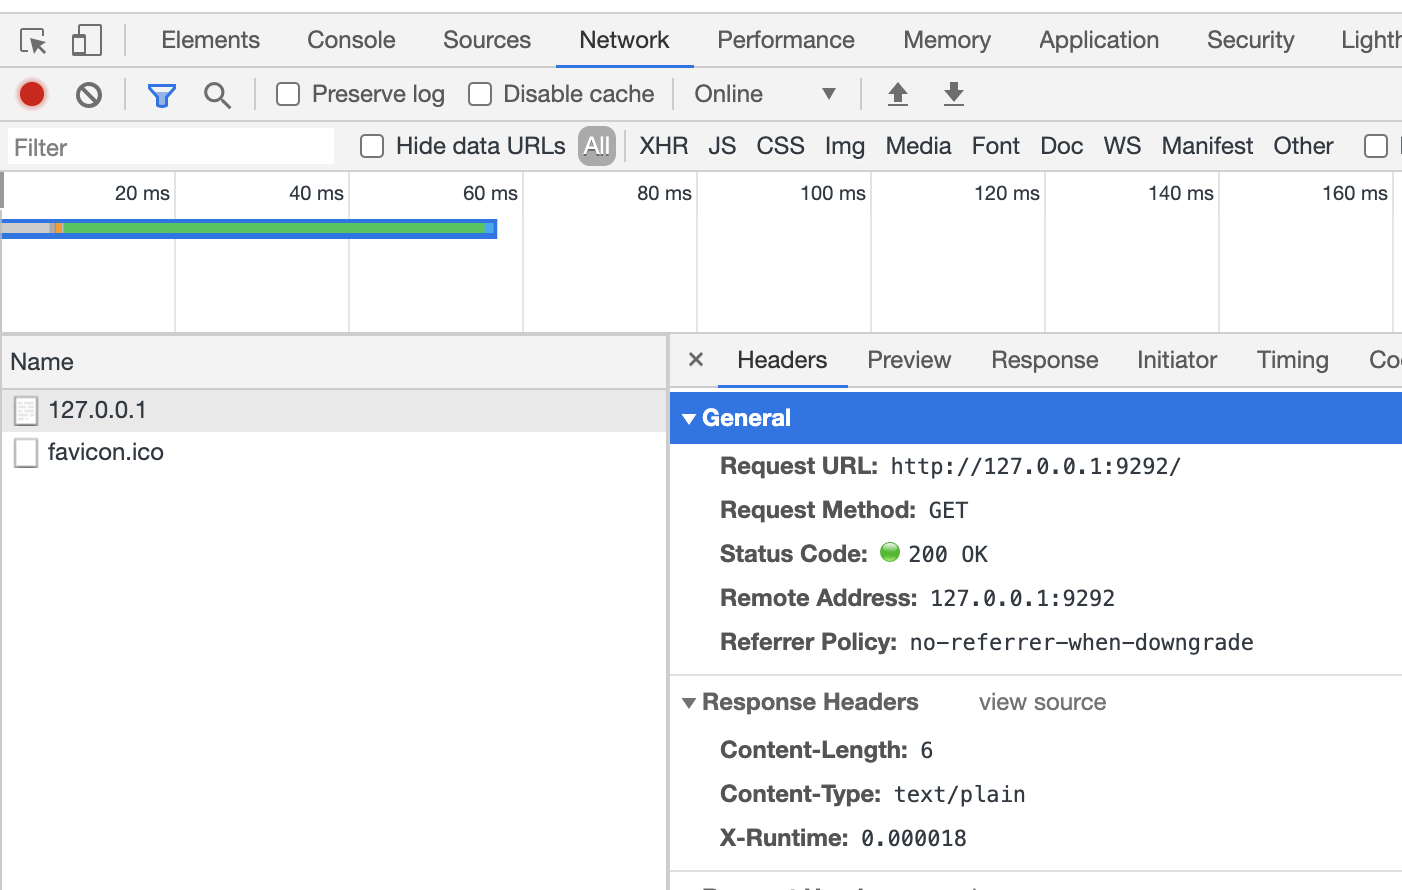 Elements Console Sources Network Performance Memory Application Security
Preserve log Disable cache Online
Filter Hide data URLs All XHR JS CSS Img Media Font Doc WS Manifest Other
20 ms 40 ms 60 ms 80 ms 100 ms 120 ms 140 ms 160 ms
Name
127.0.0.1
favicon.ico
× Headers Preview Response Initiator Timing
General
Request URL: http://127.0.0.1:9292/
Request Method: GET
Status Code: 200 OK
Remote Address: 127.0.0.1:9292
Referrer Policy: no-referrer-when-downgrade
Response Headers view source
Content-Length: 6
Content-Type: text/plain
X-Runtime: 0.000018